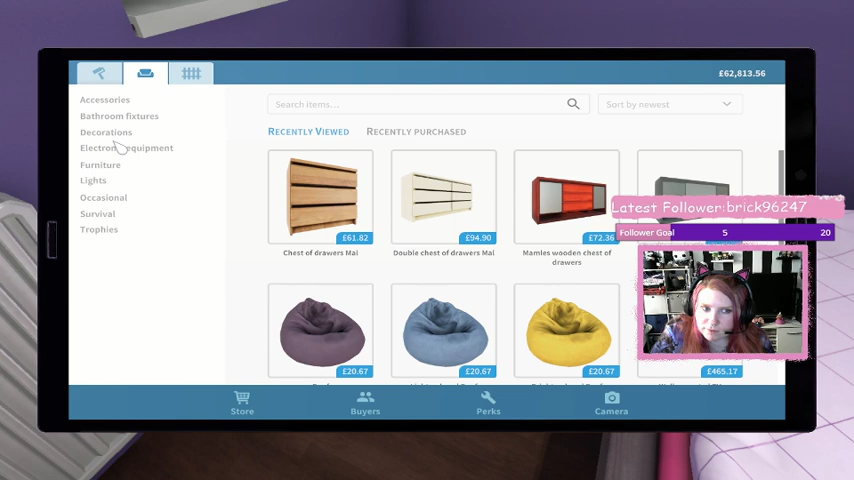 £62,813.56
Accessories
Bathroom fixtures
Decorations
Electron equipment
Furniture
Lights
Occasional
Survival
Trophies
Search items...
Sort by newest
RECENTLY VIEWED
RECENTLY PURCHASED
£61.82
£94.90
£72.36
Chest of drawers Mal
Double chest of drawers Mal
Mamles wooden chest of
drawers
Latest Follower:brick96247
Follower Goal 5 20
£20.67
£20.67
£20.67
£465.17
Store
Buyers
Perks
Camera